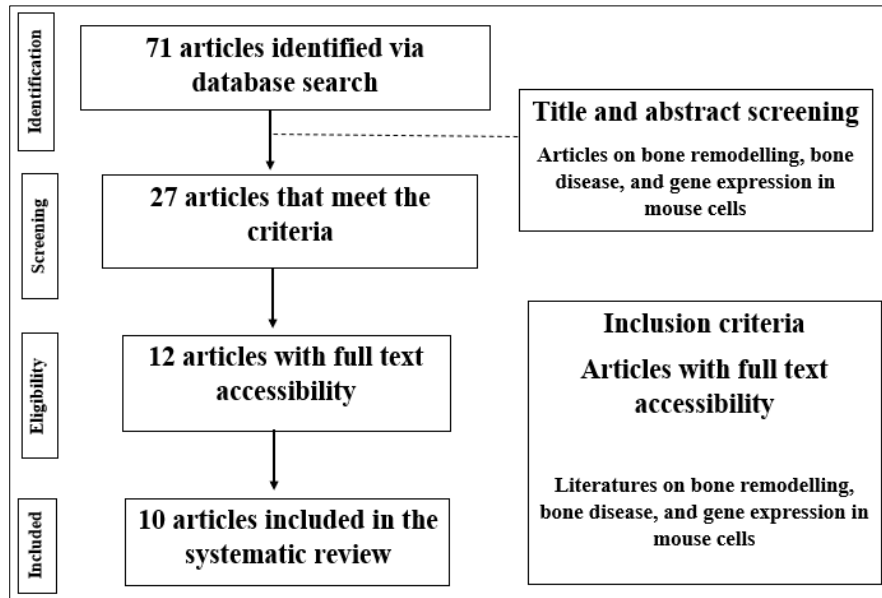 Identification
71 articles identified via
database search
Title and abstract screening
Articles on bone remodelling, bone
disease, and gene expression in
mouse cells
Screening
27 articles that meet the
criteria
Eligibility
12 articles with full text
accessibility
Inclusion criteria
Articles with full text
accessibility
Literatures on bone remodelling,
bone disease, and gene expression in
mouse cells
Included
10 articles included in the
systematic review